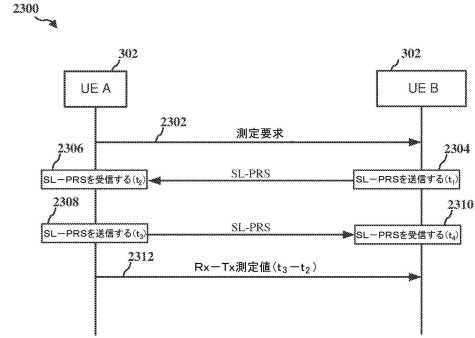 2300
302
302
UE A
UE B
2302
測定要求
2306
2304
SL-PRSを受信する(t₂)
SL-PRS
SL-PRSを送信する(t₁)
2308
2310
SL-PRSを送信する(t₃)
SL-PRS
SL-PRSを受信する(t₄)
2312
Rx-Tx測定値(t₃-t₂)